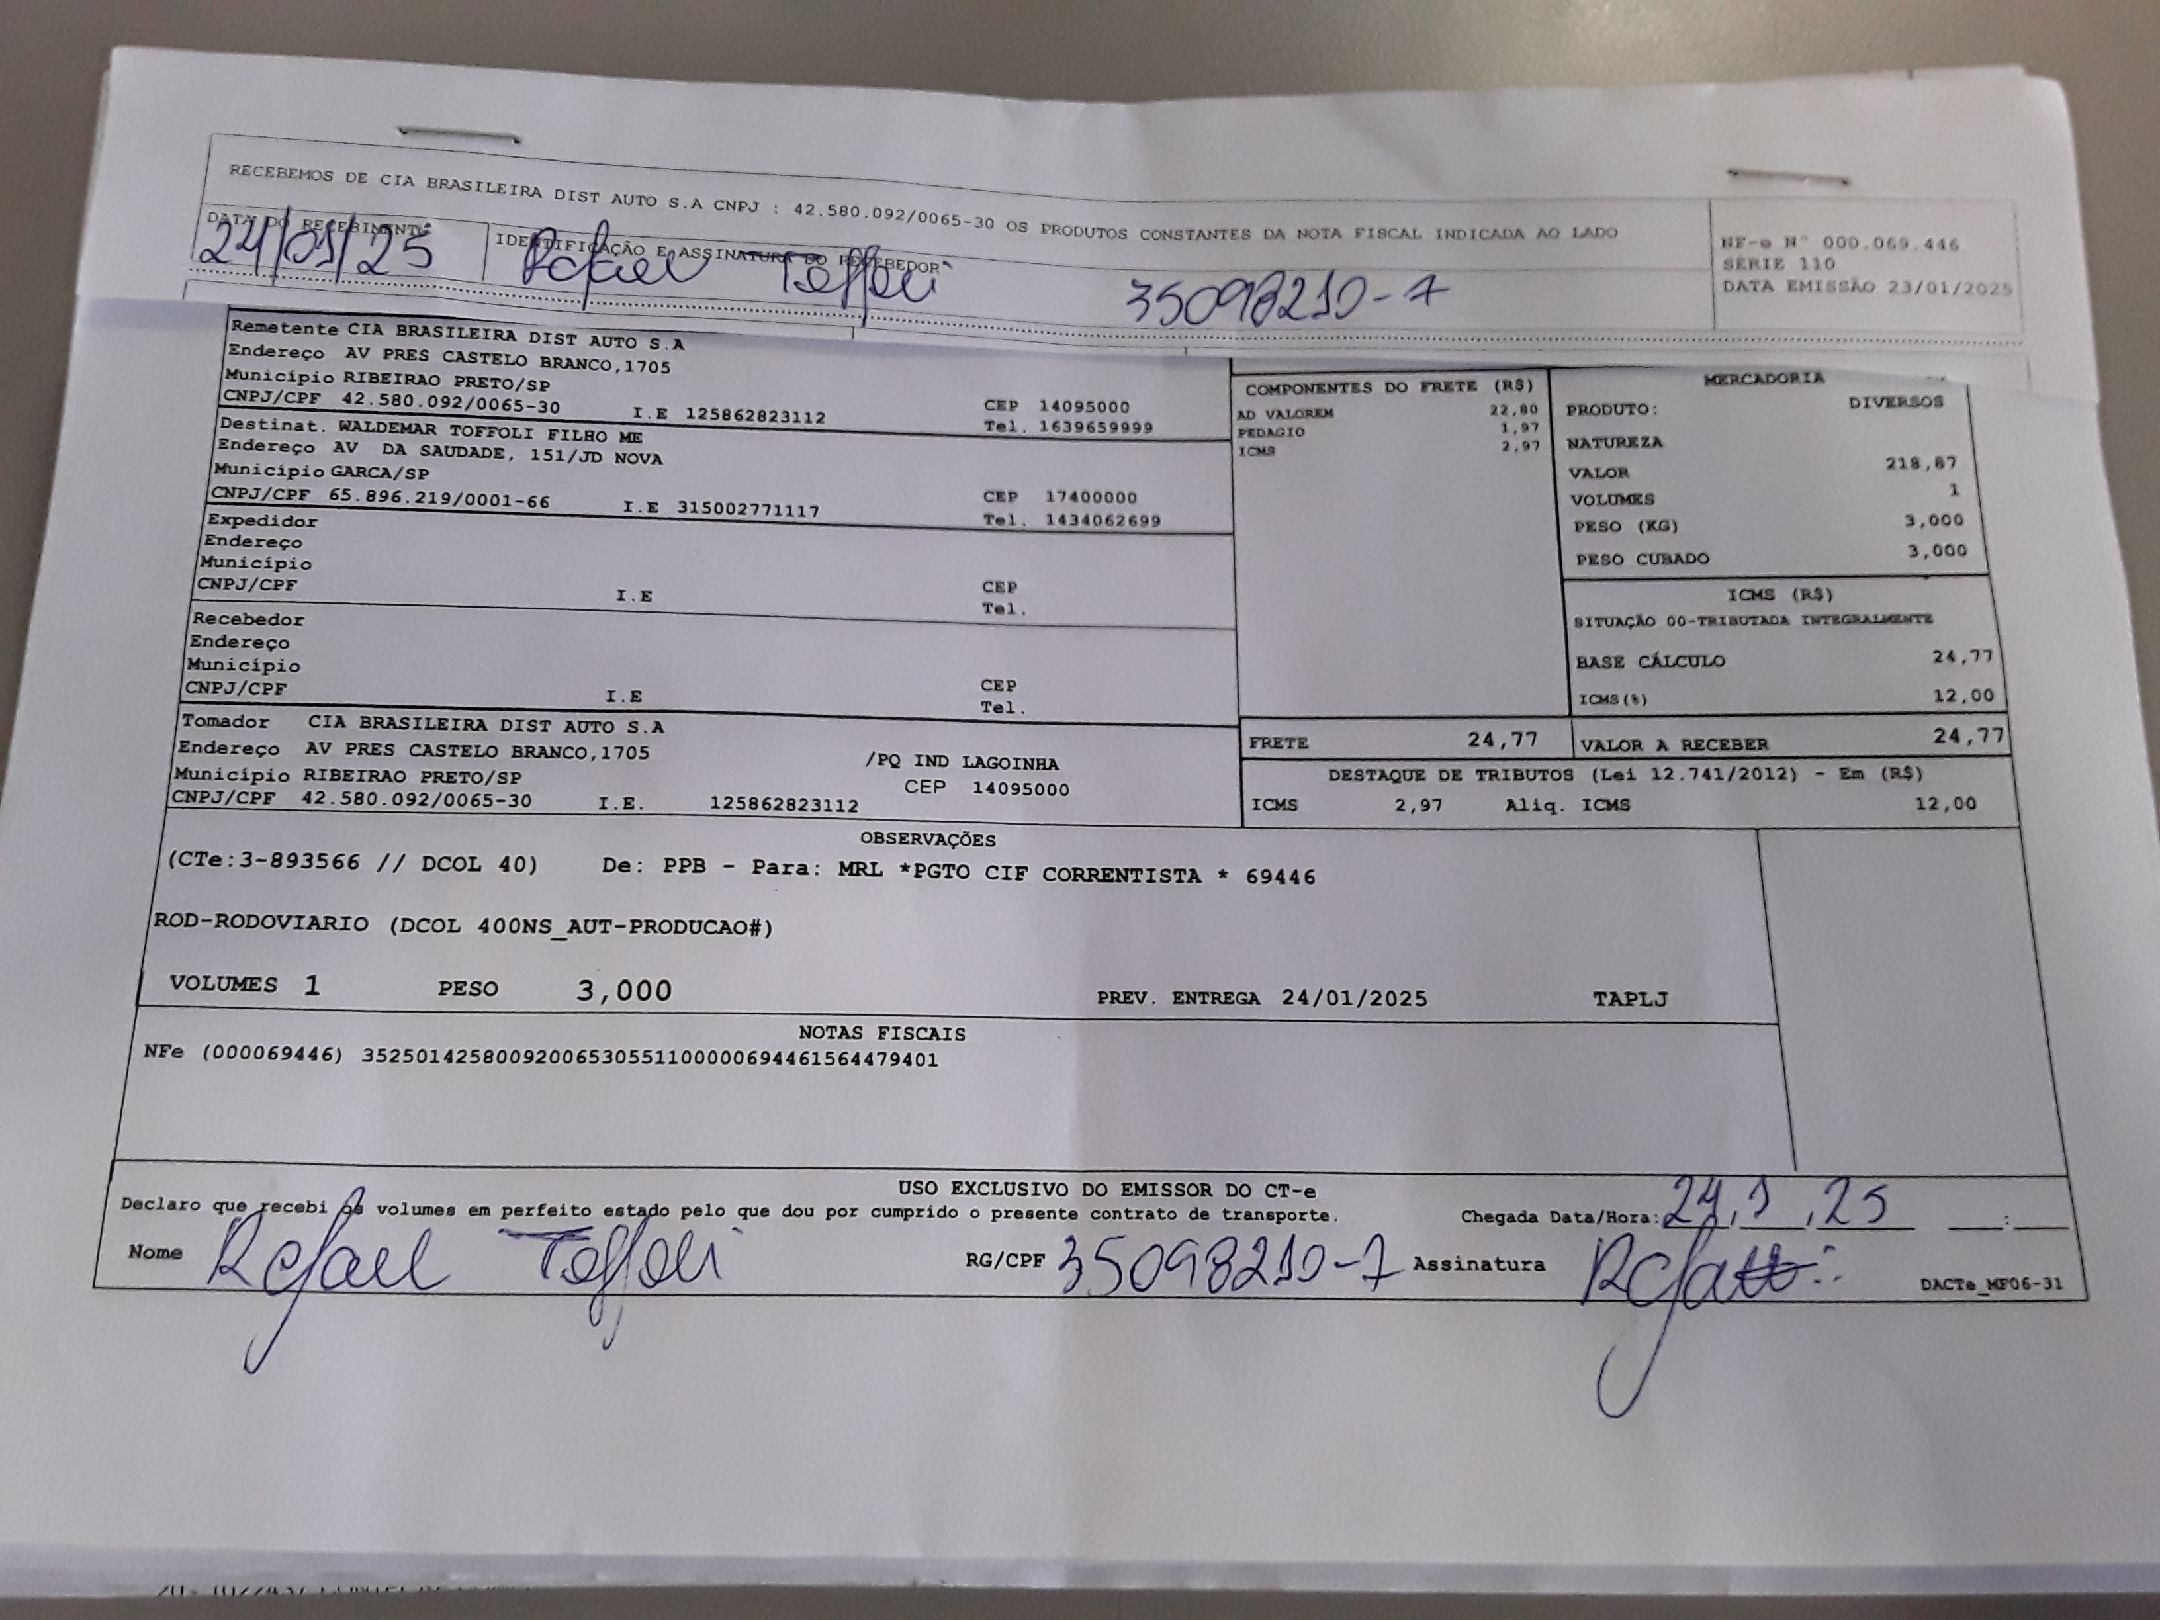 RECEBEMOS DE CIA BRASILEIRA DIST AUTO S.A CNPJ : 42.580.092/0065-30 OS PRODUTOS CONSTANTES DA NOTA FISCAL INDICADA AO LADO
DATA DO RECEBIMENTO
24/01/25
IDENTIFICAÇÃO E ASSINATURA DO RECEBEDOR
Rafael Toffoli 35098210-7
NF-e N° 000.069.446
SÉRIE 110
DATA EMISSÃO 23/01/2025
Remetente CIA BRASILEIRA DIST AUTO S.A
Endereço AV PRES CASTELO BRANCO,1705
Município RIBEIRAO PRETO/SP
CNPJ/CPF 42.580.092/0065-30 I.E 125862823112
CEP 14095000
Tel. 1639659999
Destinat. WALDEMAR TOFFOLI FILHO ME
Endereço AV DA SAUDADE, 151/JD NOVA
Município GARCA/SP
CNPJ/CPF 65.896.219/0001-66 I.E 315002771117
CEP 17400000
Tel. 1434062699
Expedidor
Endereço
Município
CNPJ/CPF I.E
CEP
Tel.
Recebedor
Endereço
Município
CNPJ/CPF I.E
CEP
Tel.
Tomador CIA BRASILEIRA DIST AUTO S.A
Endereço AV PRES CASTELO BRANCO,1705 /PQ IND LAGOINHA
Município RIBEIRAO PRETO/SP CEP 14095000
CNPJ/CPF 42.580.092/0065-30 I.E. 125862823112
COMPONENTES DO FRETE (R$)
AD VALOREM 22,80
PEDAGIO 1,97
ICMS 2,97
MERCADORIA
PRODUTO: DIVERSOS
NATUREZA
VALOR 218,87
VOLUMES 1
PESO (KG) 3,000
PESO CUBADO 3,000
ICMS (R$)
SITUAÇÃO 00-TRIBUTADA INTEGRALMENTE
BASE CÁLCULO 24,77
ICMS(%) 12,00
FRETE 24,77 VALOR A RECEBER 24,77
DESTAQUE DE TRIBUTOS (Lei 12.741/2012) - Em (R$)
ICMS 2,97 Aliq. ICMS 12,00
OBSERVAÇÕES
(CTe:3-893566 // DCOL 40) De: PPB - Para: MRL *PGTO CIF CORRENTISTA * 69446
ROD-RODOVIARIO (DCOL 400NS_AUT-PRODUCAO#)
VOLUMES 1 PESO 3,000 PREV. ENTREGA 24/01/2025 TAPLJ
NOTAS FISCAIS
NFe (000069446) 35250142580092006530551100000694461564479401
USO EXCLUSIVO DO EMISSOR DO CT-e
Declaro que recebi os volumes em perfeito estado pelo que dou por cumprido o presente contrato de transporte. Chegada Data/Hora: 24,1,25 __:__
Nome Rafael Toffoli RG/CPF 35098210-7 Assinatura
DACTe_MF06-31